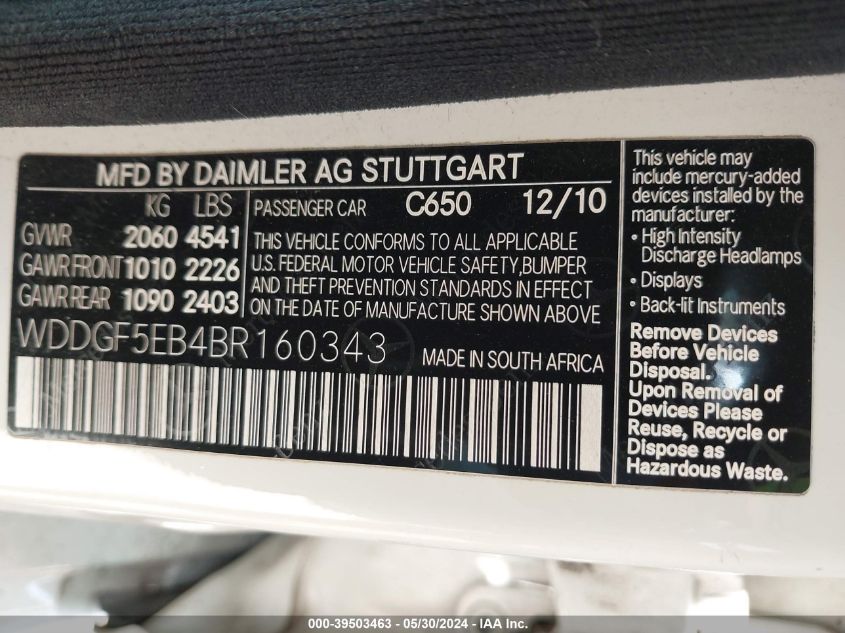 MFD BY DAIMLER AG STUTTGART
KG LBS
GVWR 2060 4541
GAWR FRONT 1010 2226
GAWR REAR 1090 2403
PASSENGER CAR C650 12/10
THIS VEHICLE CONFORMS TO ALL APPLICABLE
U.S. FEDERAL MOTOR VEHICLE SAFETY,BUMPER
AND THEFT PREVENTION STANDARDS IN EFFECT
ON THE DATE OF MANUFACTURE SHOWN ABOVE
WDDGF5EB4BR160343 MADE IN SOUTH AFRICA
This vehicle may
include mercury-added
devices installed by the
manufacturer:
• High Intensity
Discharge Headlamps
• Displays
• Back-lit Instruments
Remove Devices
Before Vehicle
Disposal.
Upon Removal of
Devices Please
Reuse, Recycle or
Dispose as
Hazardous Waste.
000-39503463 - 05/30/2024 - IAA Inc.